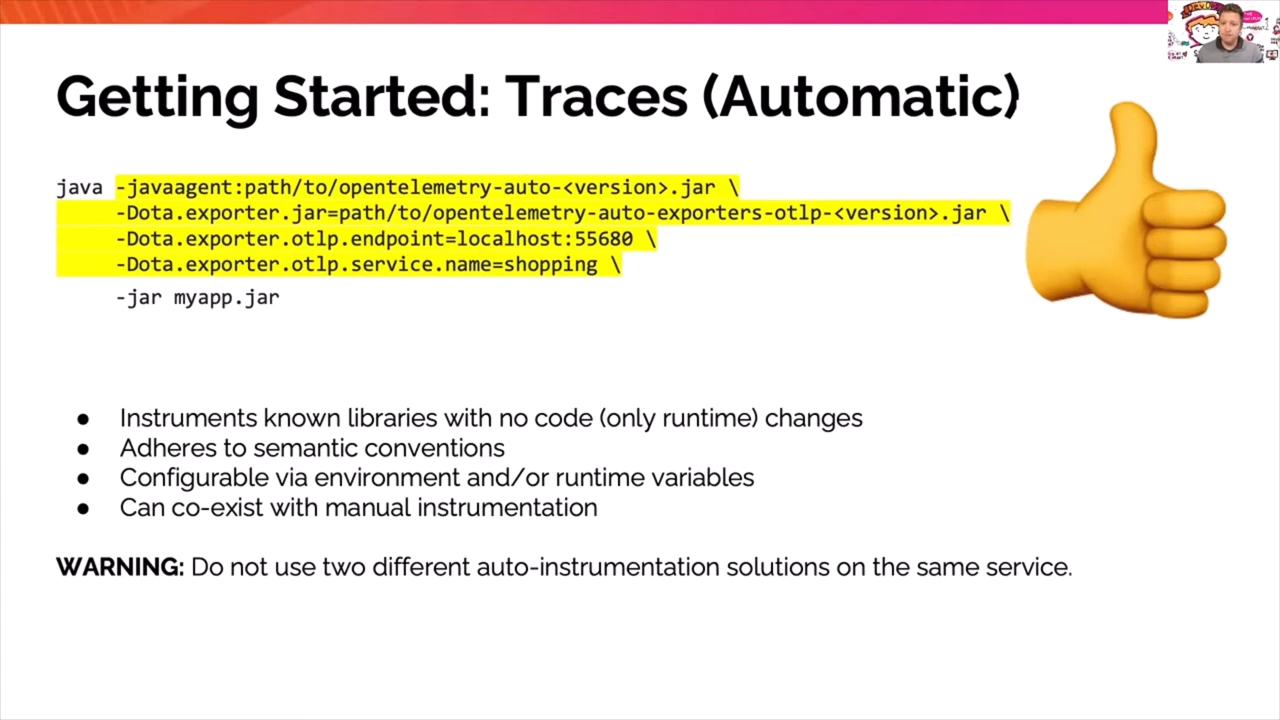 Getting Started: Traces (Automatic)
java -javaagent:path/to/opentelemetry-auto-<version>.jar \
-Dota.exporter.jar=path/to/opentelemetry-auto-exporters-otlp-<version>.jar \
-Dota.exporter.otlp.endpoint=localhost:55680 \
-Dota.exporter.otlp.service.name=shopping \
-jar myapp.jar
● Instruments known libraries with no code (only runtime) changes
● Adheres to semantic conventions
● Configurable via environment and/or runtime variables
● Can co-exist with manual instrumentation
WARNING: Do not use two different auto-instrumentation solutions on the same service.